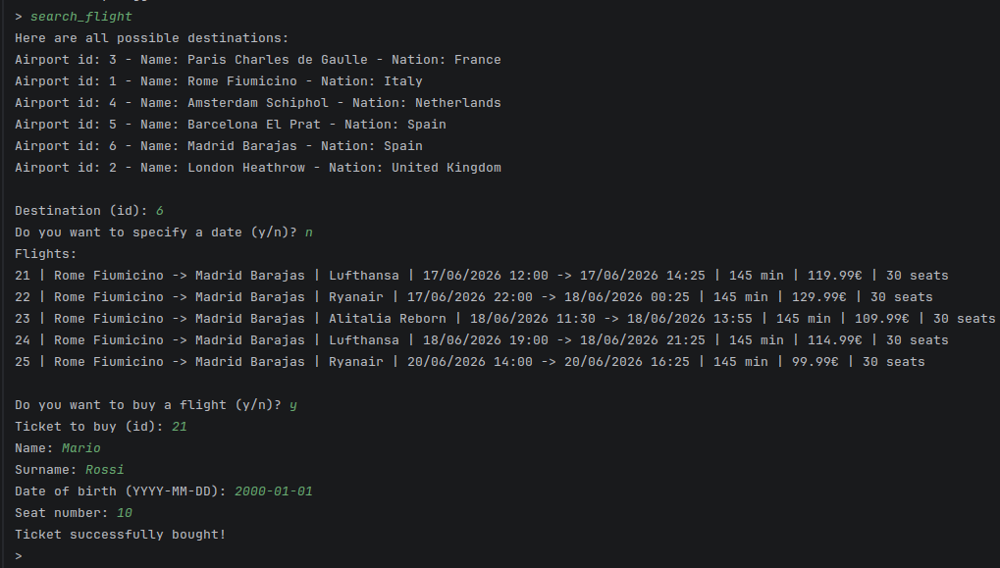 > search_flight
Here are all possible destinations:
Airport id: 3 - Name: Paris Charles de Gaulle - Nation: France
Airport id: 1 - Name: Rome Fiumicino - Nation: Italy
Airport id: 4 - Name: Amsterdam Schiphol - Nation: Netherlands
Airport id: 5 - Name: Barcelona El Prat - Nation: Spain
Airport id: 6 - Name: Madrid Barajas - Nation: Spain
Airport id: 2 - Name: London Heathrow - Nation: United Kingdom
Destination (id): 6
Do you want to specify a date (y/n)? n
Flights:
21 | Rome Fiumicino -> Madrid Barajas | Lufthansa | 17/06/2026 12:00 -> 17/06/2026 14:25 | 145 min | 119.99€ | 30 seats
22 | Rome Fiumicino -> Madrid Barajas | Ryanair | 17/06/2026 22:00 -> 18/06/2026 00:25 | 145 min | 129.99€ | 30 seats
23 | Rome Fiumicino -> Madrid Barajas | Alitalia Reborn | 18/06/2026 11:30 -> 18/06/2026 13:55 | 145 min | 109.99€ | 30 seats
24 | Rome Fiumicino -> Madrid Barajas | Lufthansa | 18/06/2026 19:00 -> 18/06/2026 21:25 | 145 min | 114.99€ | 30 seats
25 | Rome Fiumicino -> Madrid Barajas | Ryanair | 20/06/2026 14:00 -> 20/06/2026 16:25 | 145 min | 99.99€ | 30 seats
Do you want to buy a flight (y/n)? y
Ticket to buy (id): 21
Name: Mario
Surname: Rossi
Date of birth (YYYY-MM-DD): 2000-01-01
Seat number: 10
Ticket successfully bought!
>